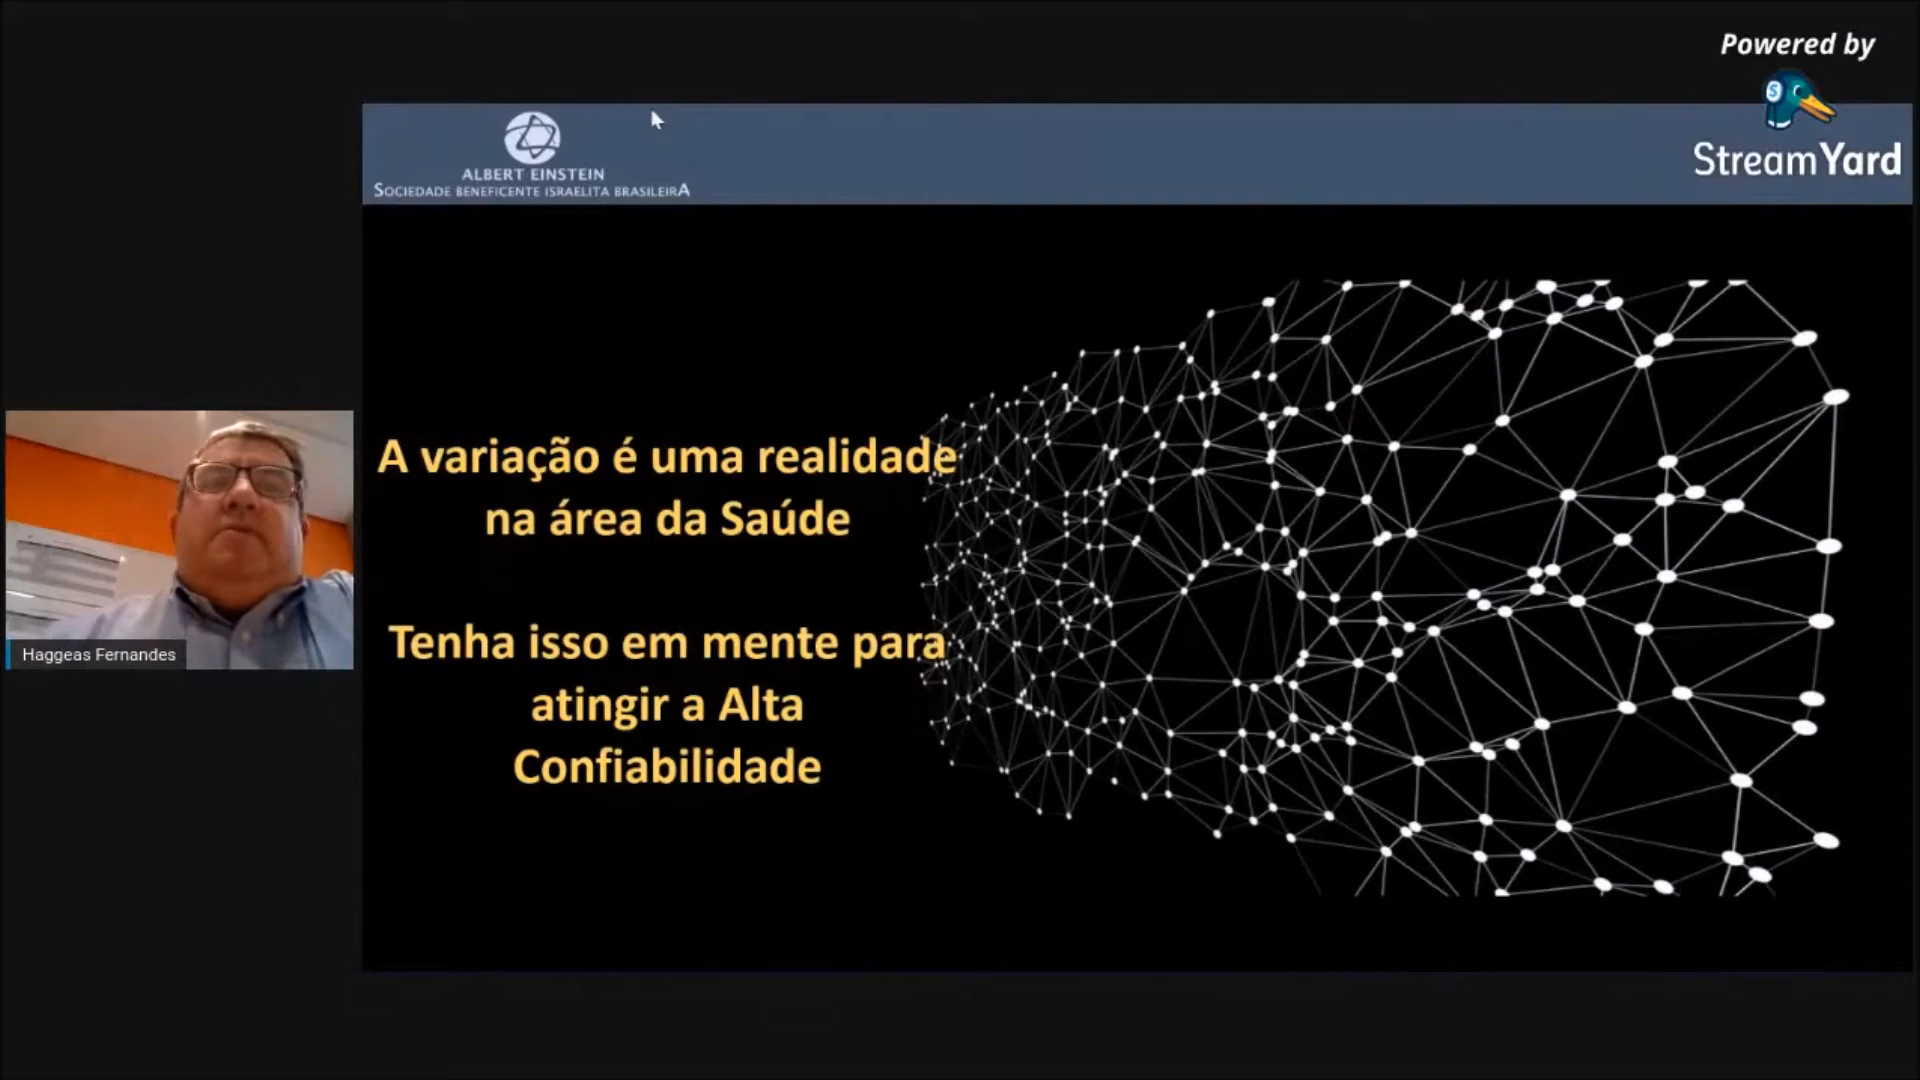 Powered by
StreamYard
ALBERT EINSTEIN
SOCIEDADE BENEFICENTE ISRAELITA BRASILEIRA
A variação é uma realidade
na área da Saúde
Tenha isso em mente para
atingir a Alta
Confiabilidade
Haggeas Fernandes